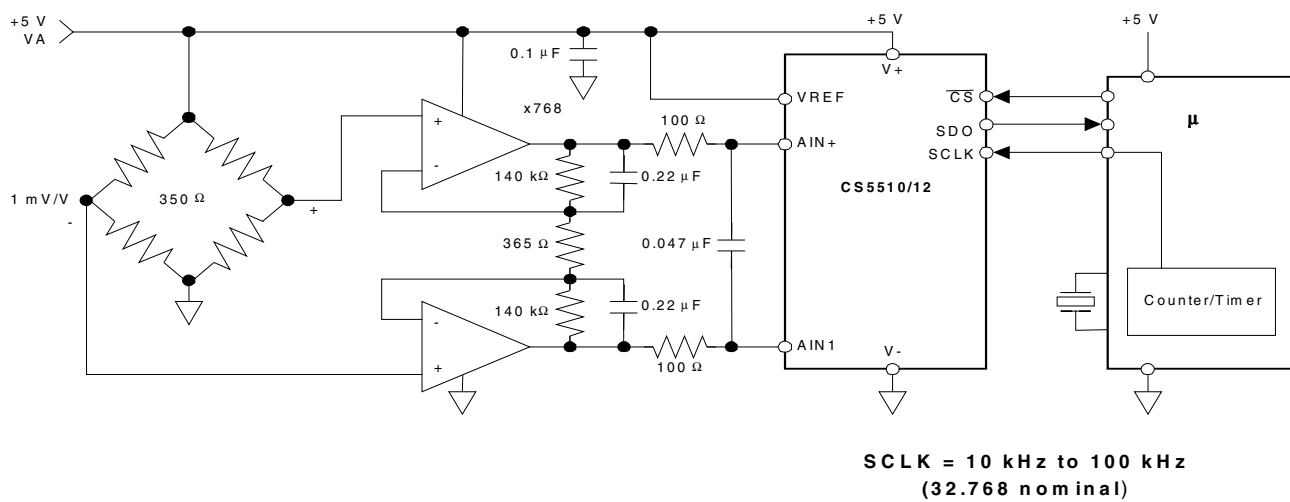 +5 V
VA
0.1 μF
+5 V
+5 V
V+
x768
VREF
CS
SDO
SCLK
μ
+
-
100 Ω
AIN+
140 kΩ
0.22 μF
CS5510/12
1 mV/V
-
350 Ω
+
365 Ω
0.047 μF
140 kΩ
0.22 μF
-
+
100 Ω
AIN1
V-
Counter/Timer
SCLK = 10 kHz to 100 kHz
(32.768 nominal)